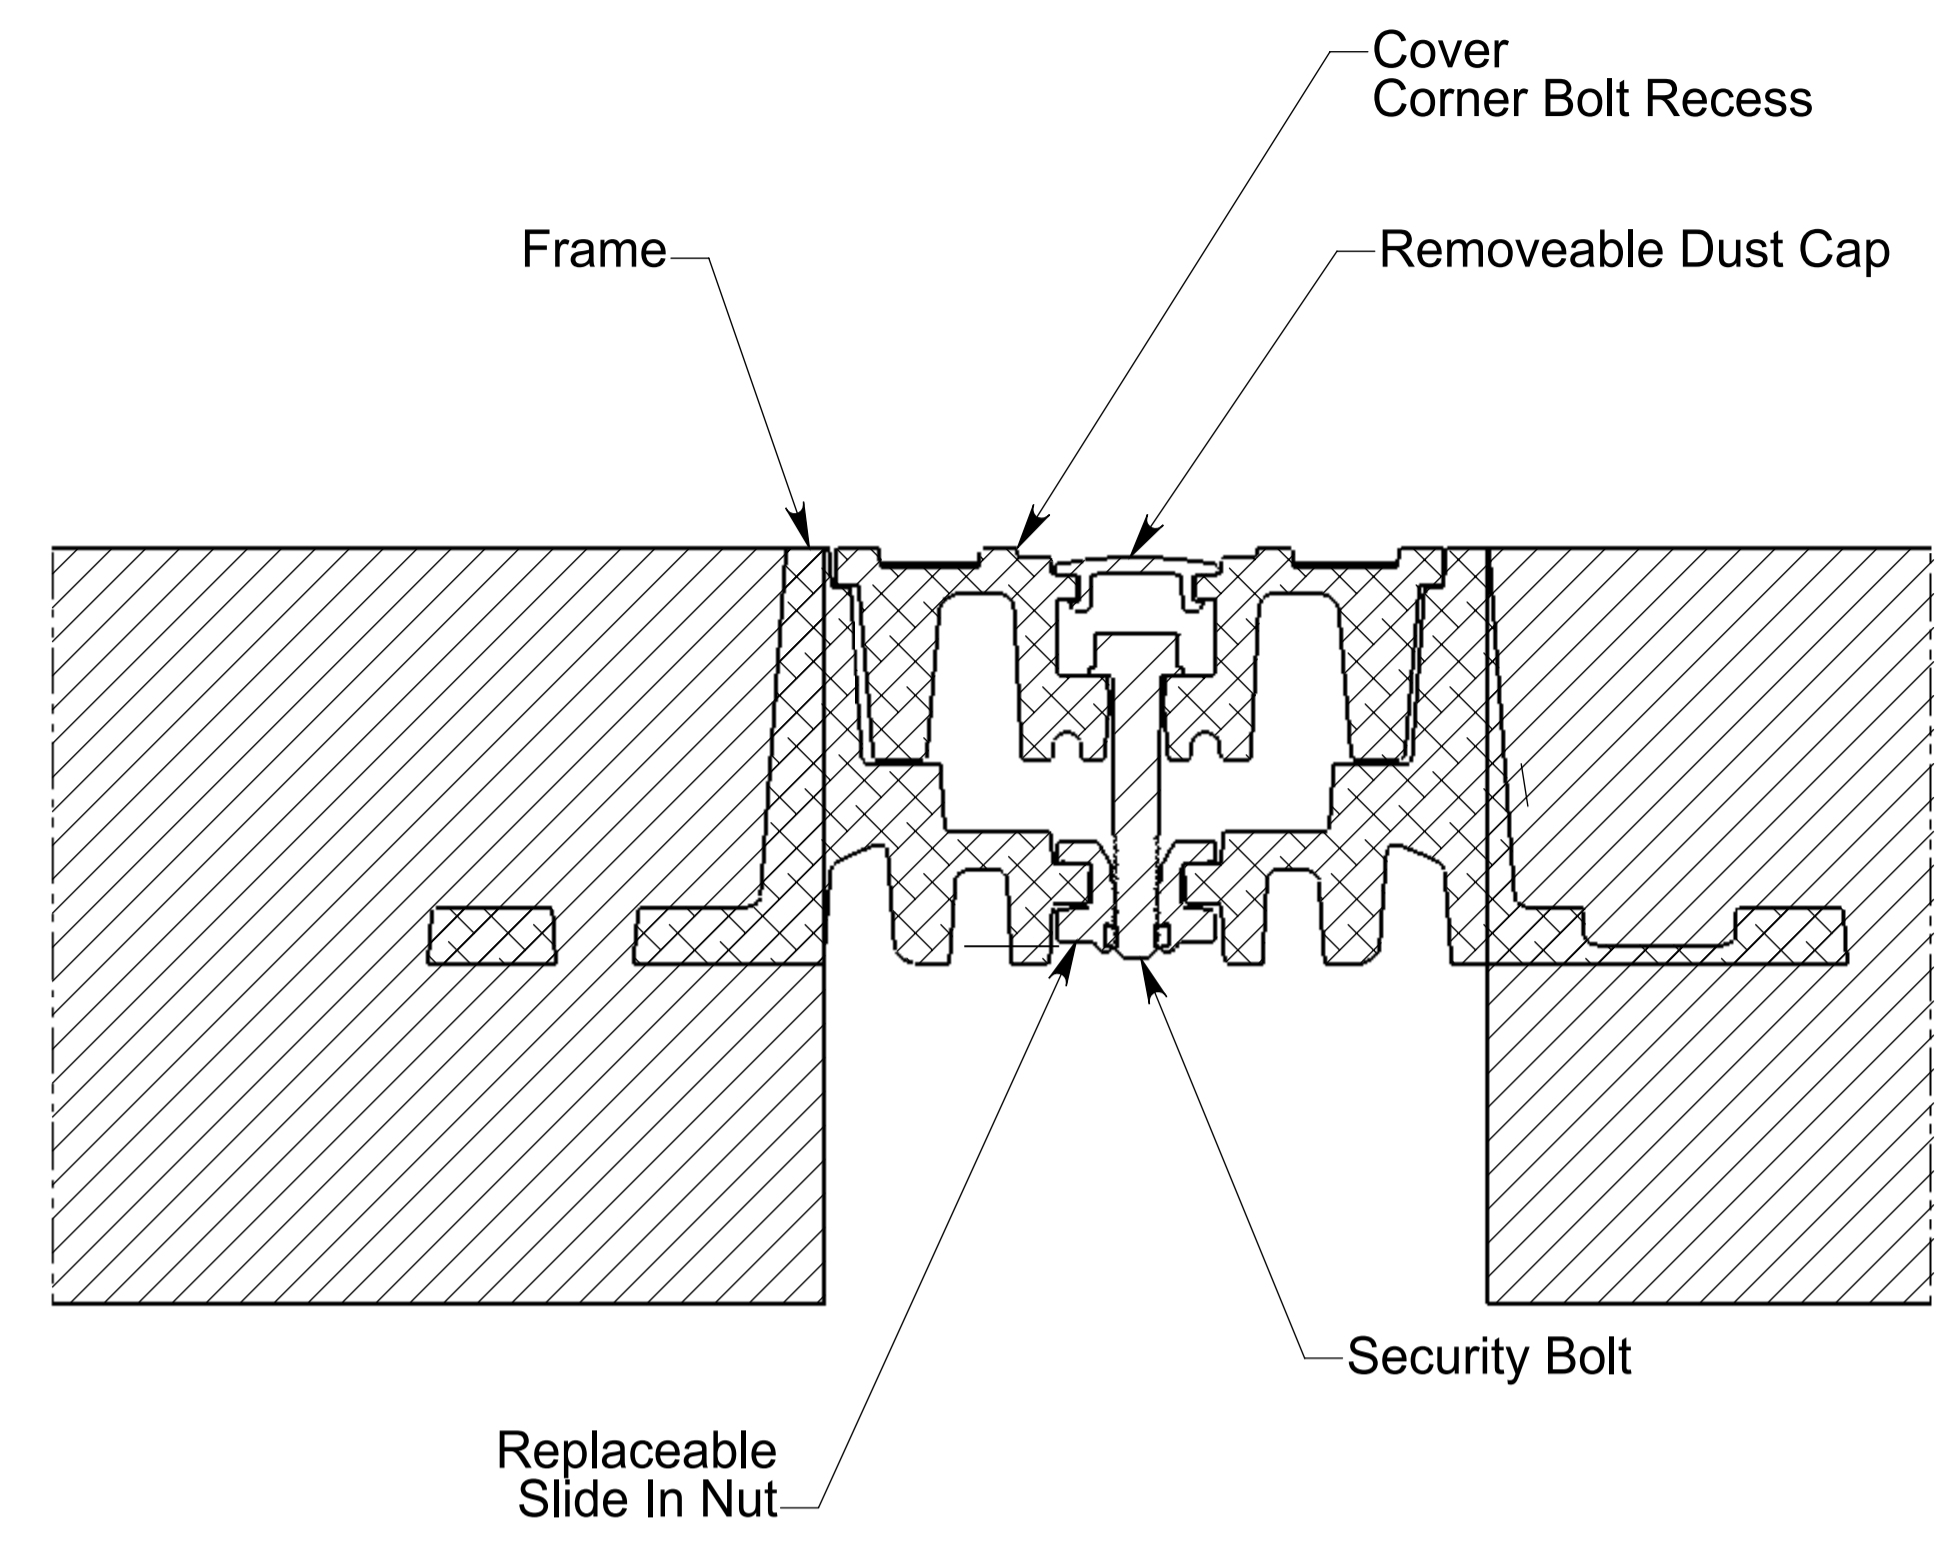 Cover
Corner Bolt Recess
Frame
Removeable Dust Cap
Security Bolt
Replaceable
Slide In Nut